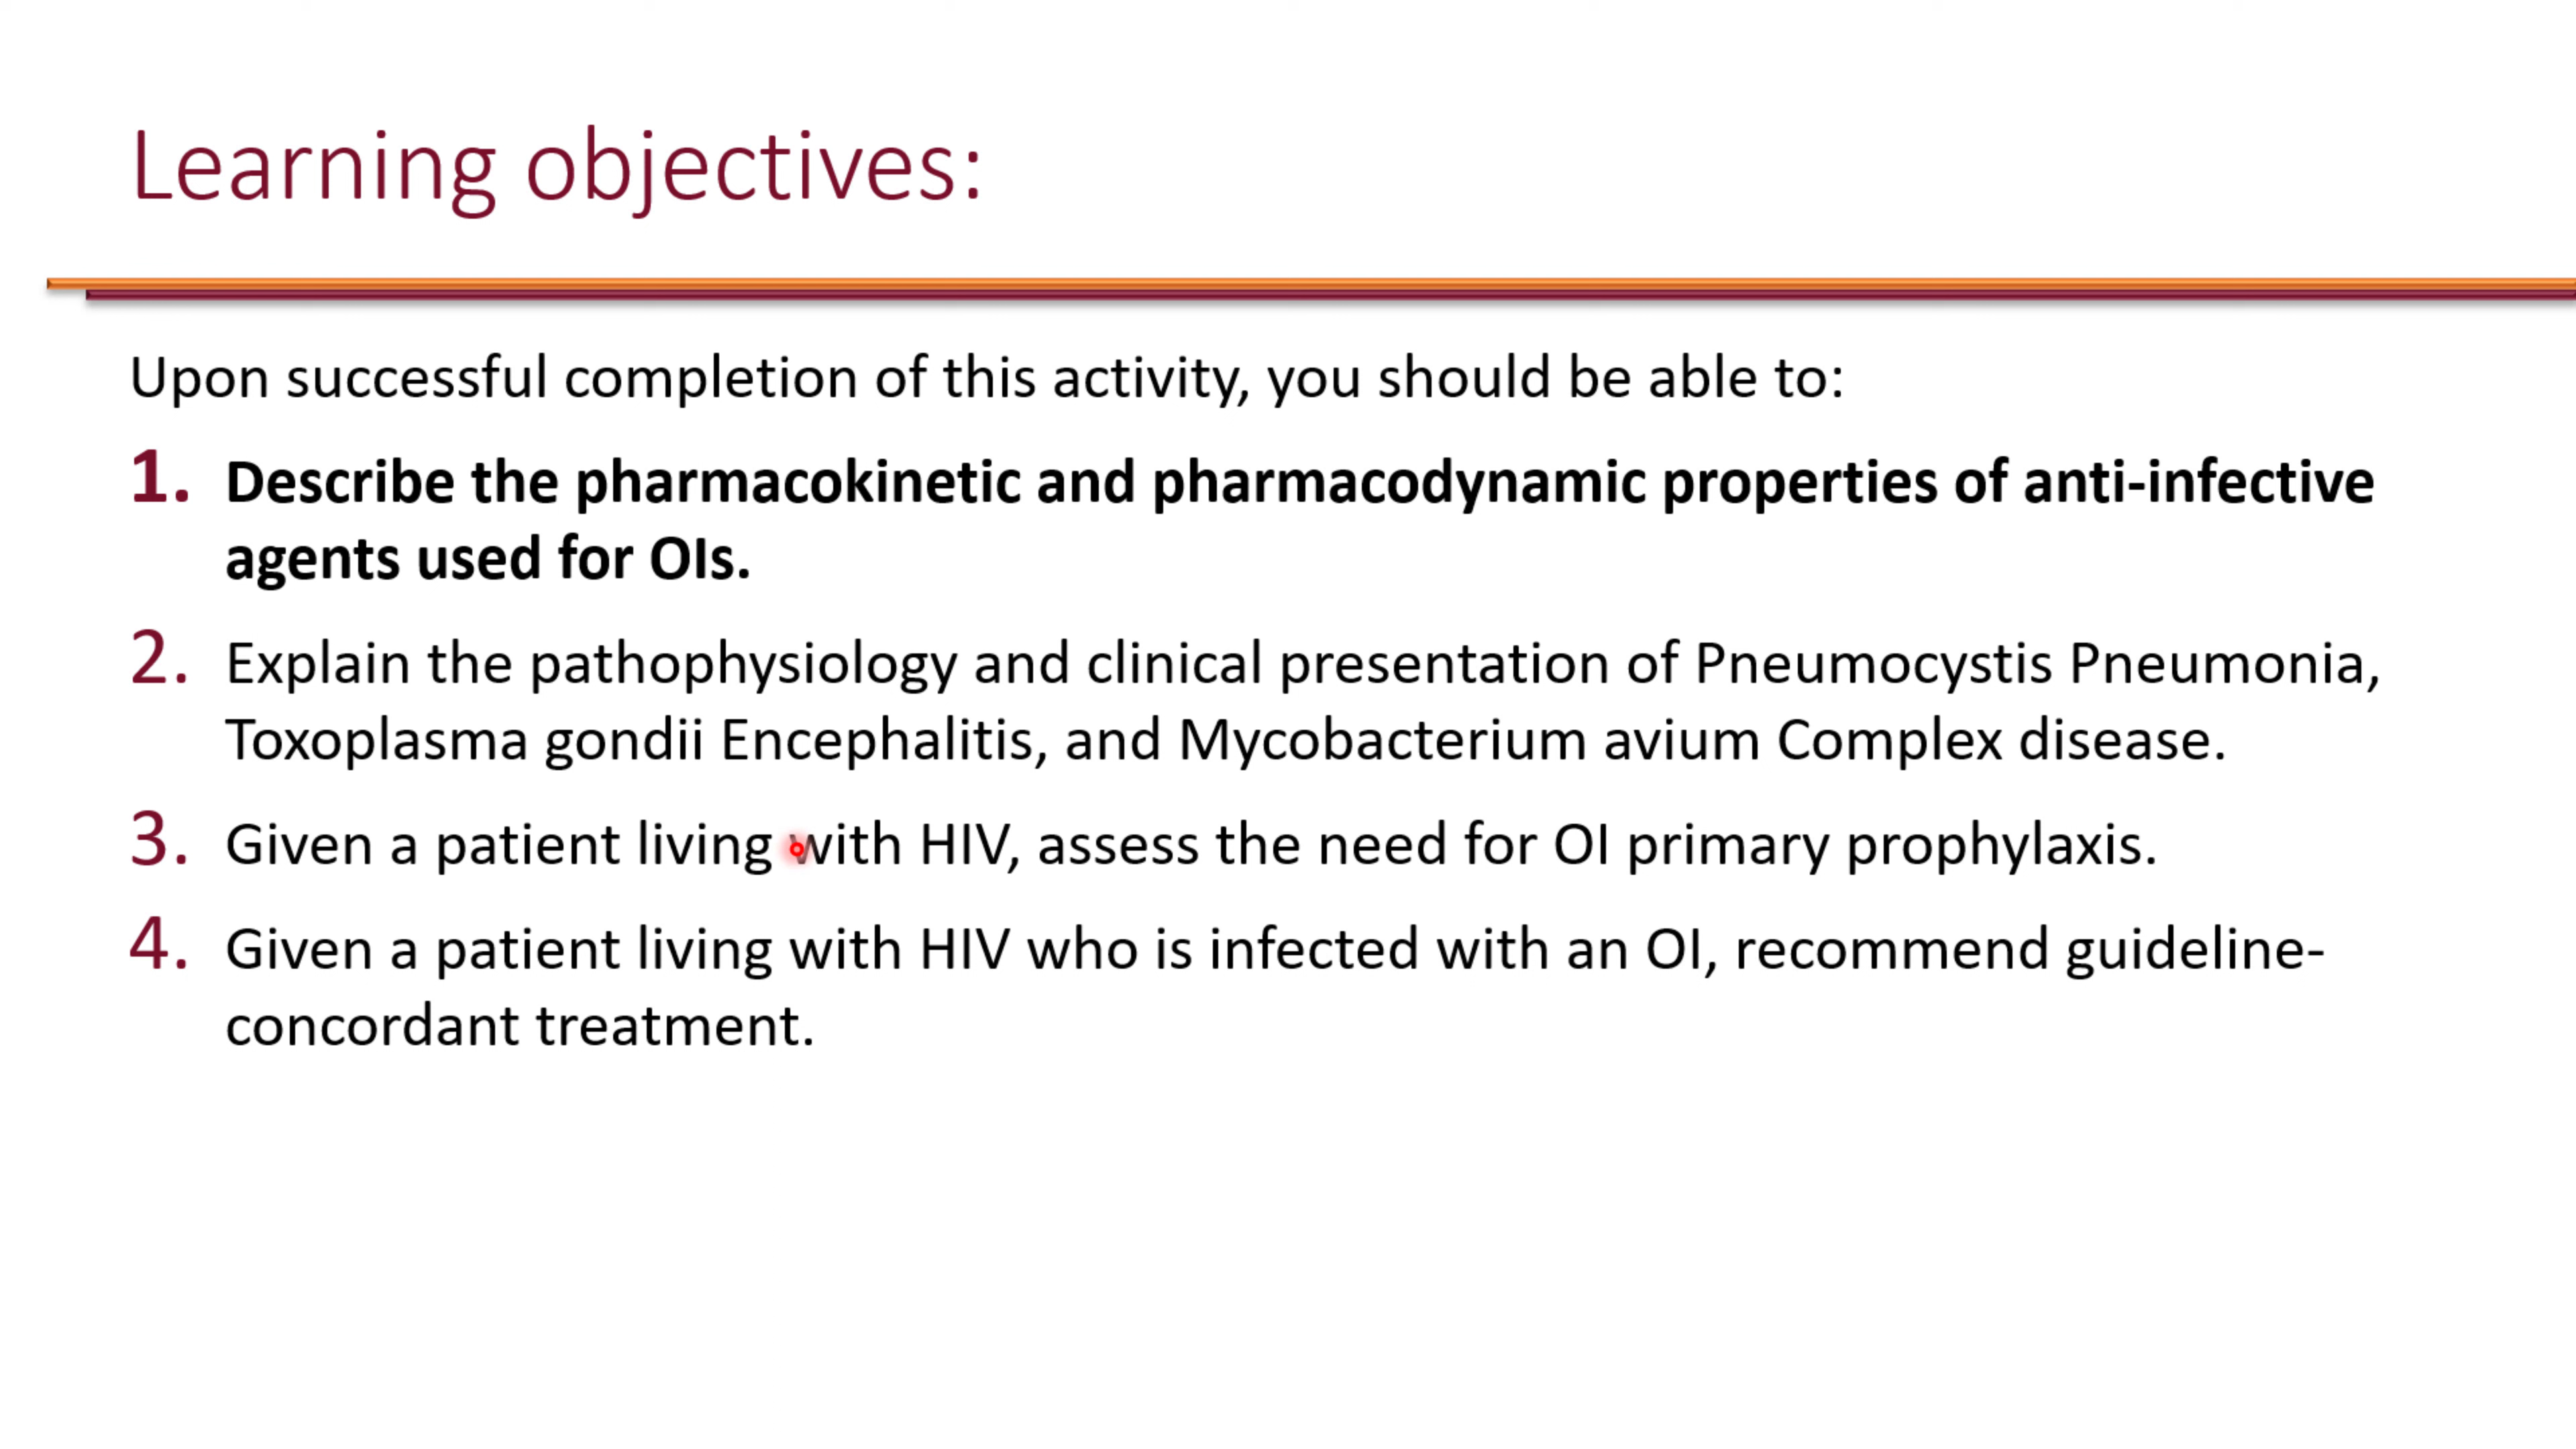 Learning objectives:
Upon successful completion of this activity, you should be able to:
1. Describe the pharmacokinetic and pharmacodynamic properties of anti-infective
agents used for OIs.
2. Explain the pathophysiology and clinical presentation of Pneumocystis Pneumonia,
Toxoplasma gondii Encephalitis, and Mycobacterium avium Complex disease.
3. Given a patient living with HIV, assess the need for OI primary prophylaxis.
4. Given a patient living with HIV who is infected with an OI, recommend guideline-
concordant treatment.